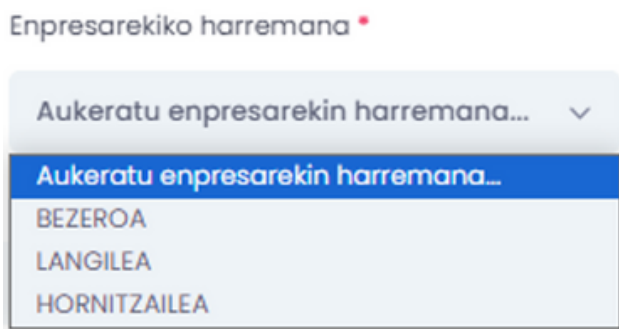 Enpresarekiko harremana *
Aukeratu enpresarekin harremana...
Aukeratu enpresarekin harremana...
BEZEROA
LANGILEA
HORNITZAILEA